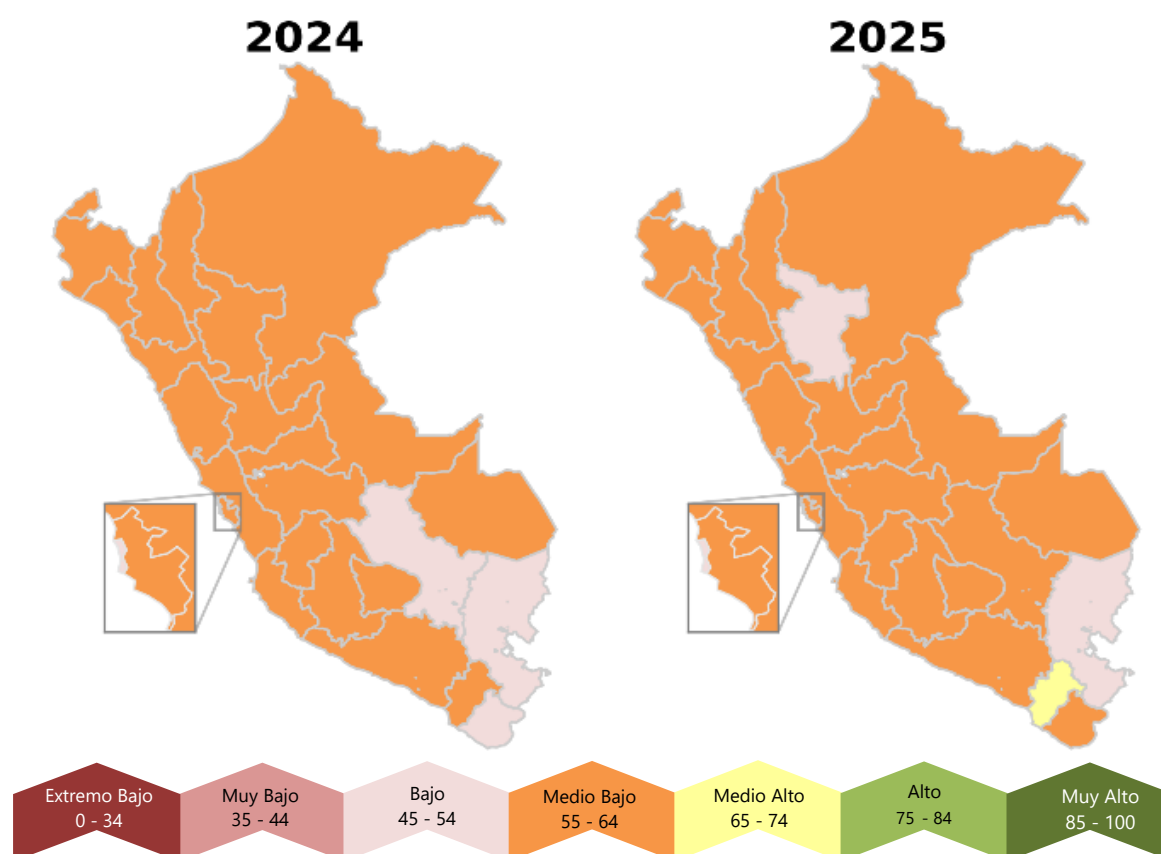 2024
2025
Extremo Bajo
0 - 34
Muy Bajo
35 - 44
Bajo
45 - 54
Medio Bajo
55 - 64
Medio Alto
65 - 74
Alto
75 - 84
Muy Alto
85 - 100